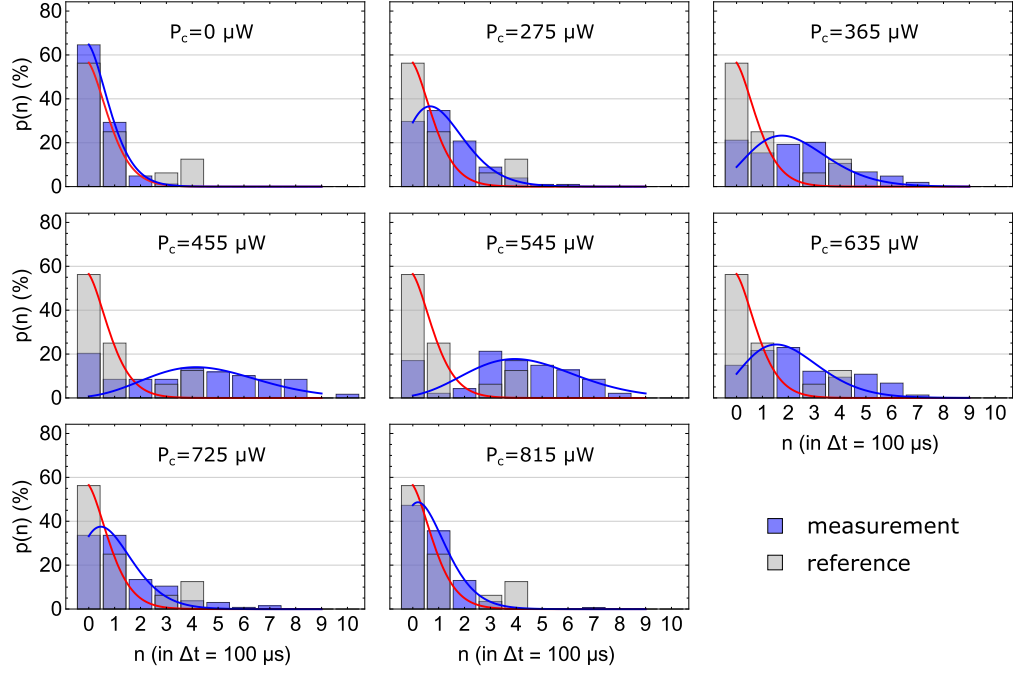 P_c=0 μW
P_c=275 μW
P_c=365 μW
80
60
40
20
0
p(n) (%)
P_c=455 μW
P_c=545 μW
P_c=635 μW
80
60
40
20
0
p(n) (%)
0 1 2 3 4 5 6 7 8 9 10
n (in Δt = 100 μs)
P_c=725 μW
P_c=815 μW
80
60
40
20
0
p(n) (%)
0 1 2 3 4 5 6 7 8 9 10
0 1 2 3 4 5 6 7 8 9 10
n (in Δt = 100 μs)
n (in Δt = 100 μs)
measurement
reference